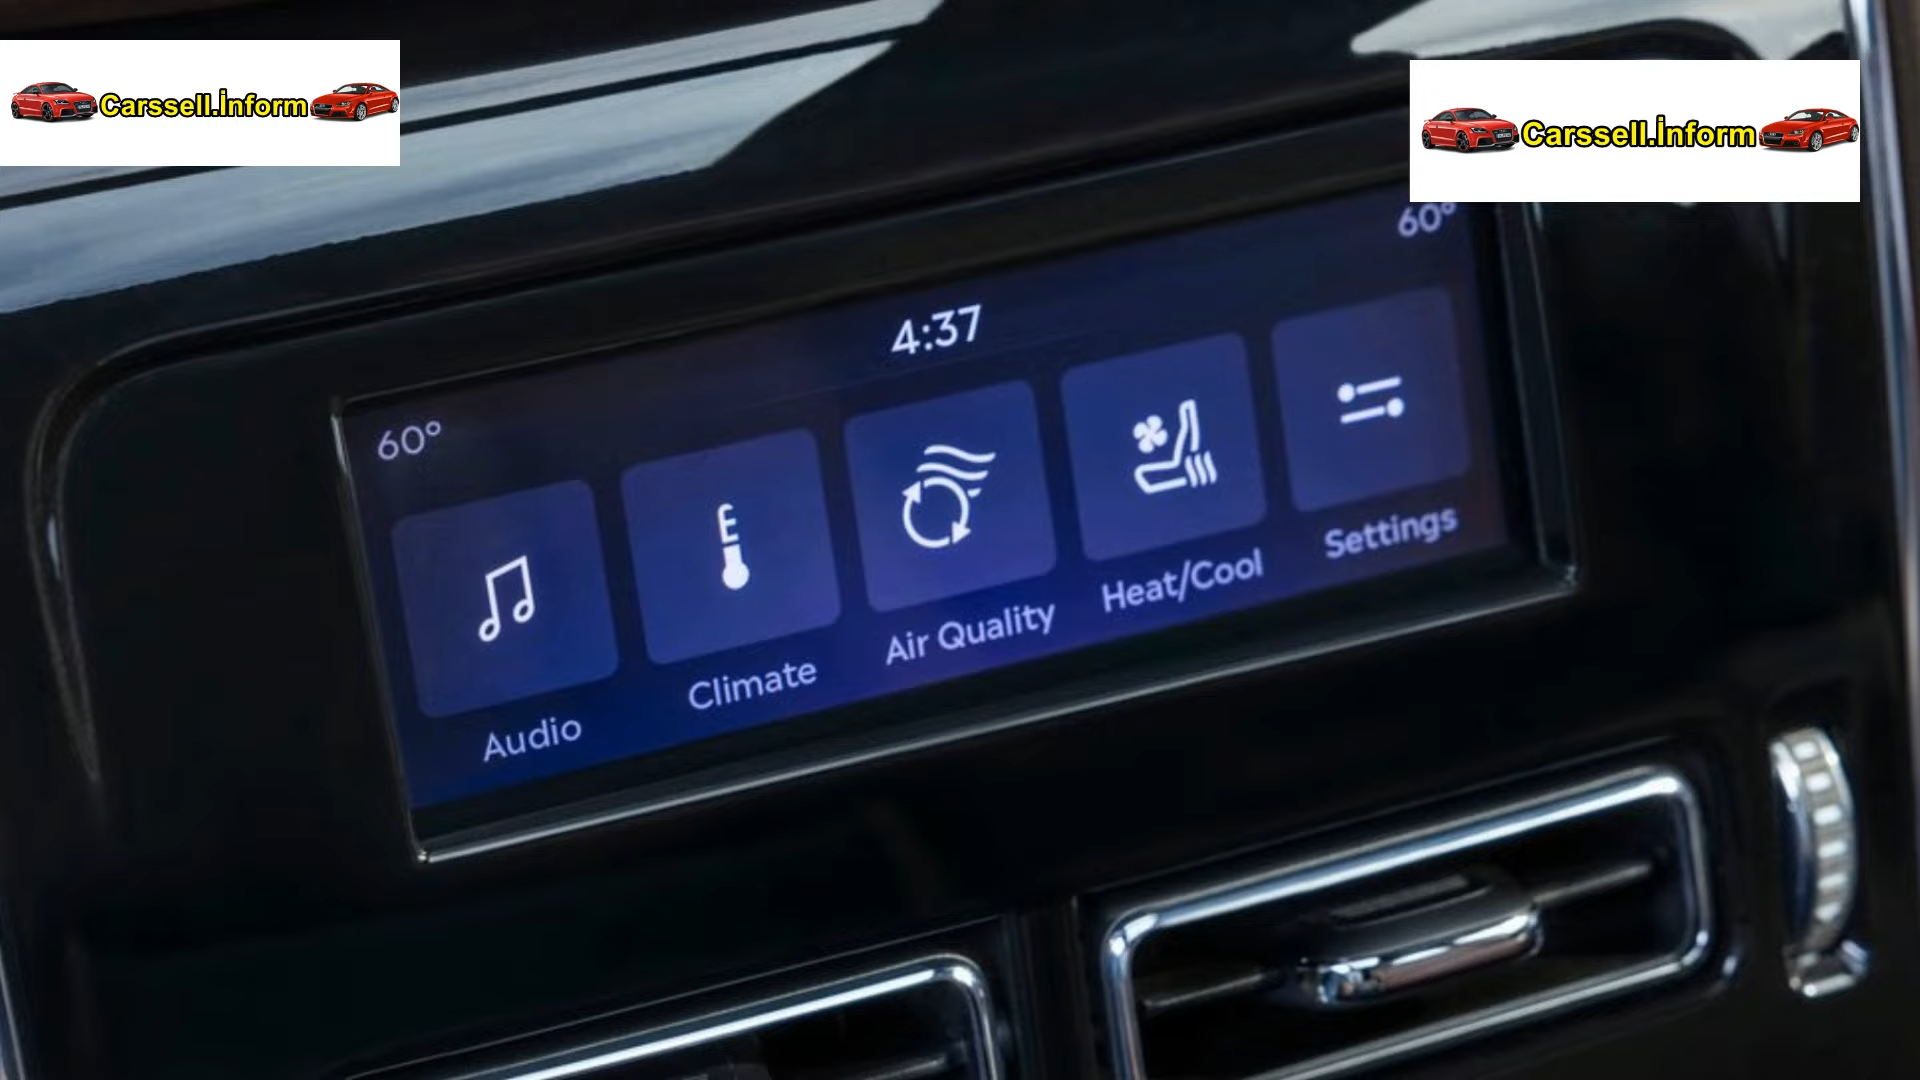 Carssell.İnform
Carssell.İnform
60°
4:37
60°
Audio
Climate
Air Quality
Heat/Cool
Settings